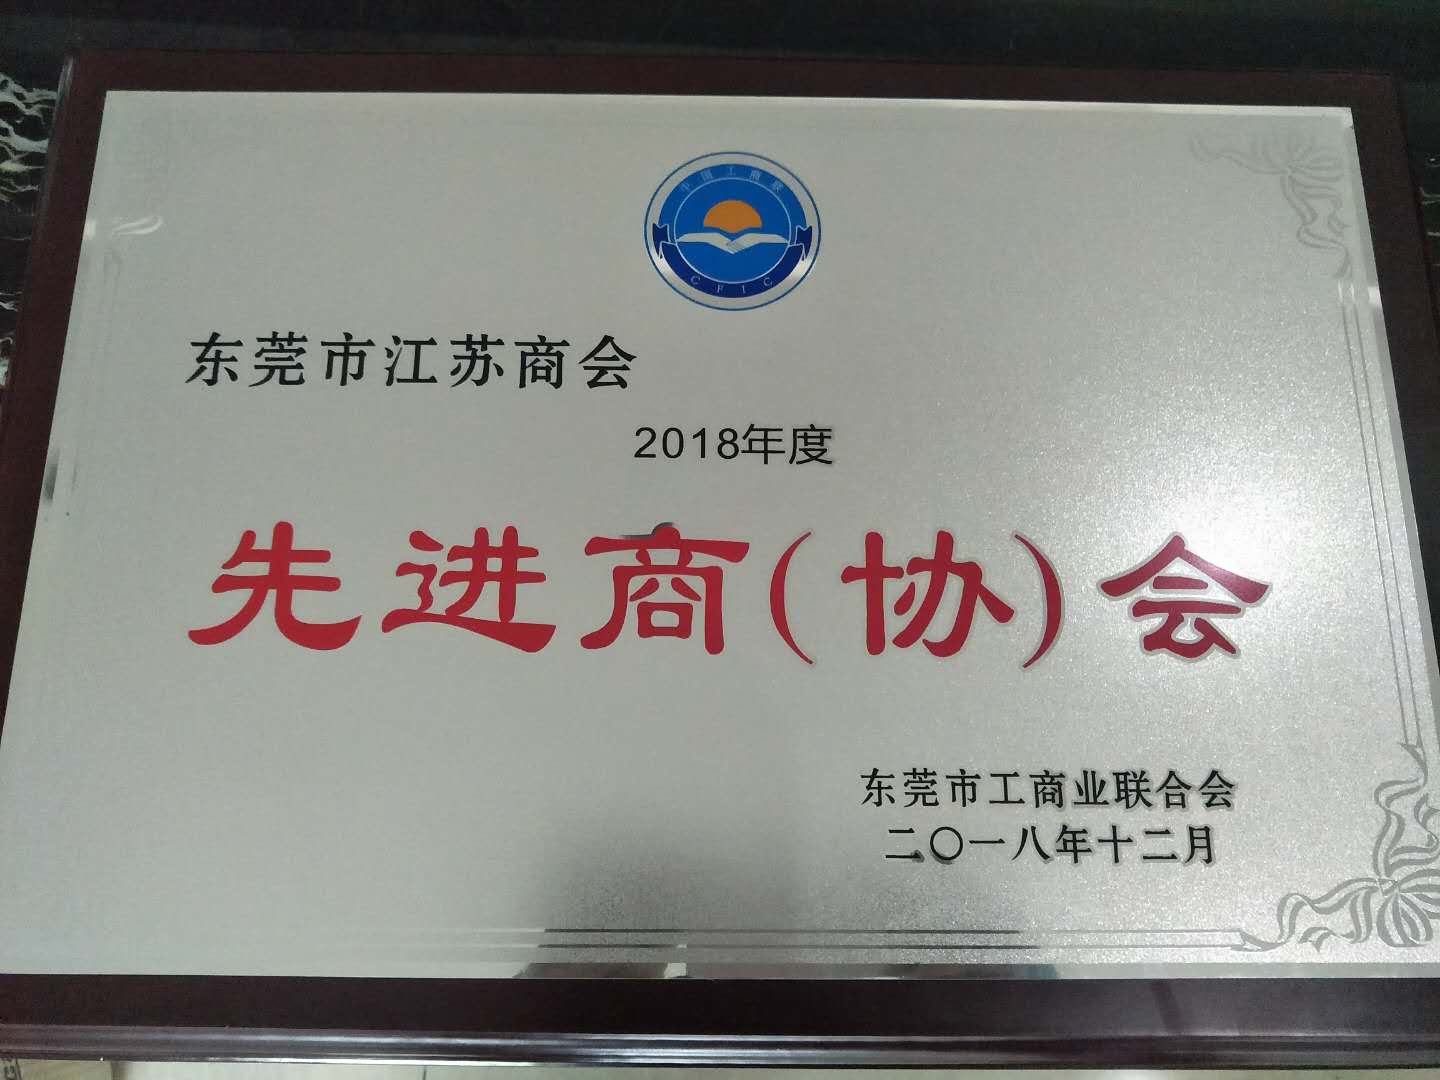 中国工商联
CFIC
东莞市江苏商会
2018年度
先进商(协)会
东莞市工商业联合会
二〇一八年十二月